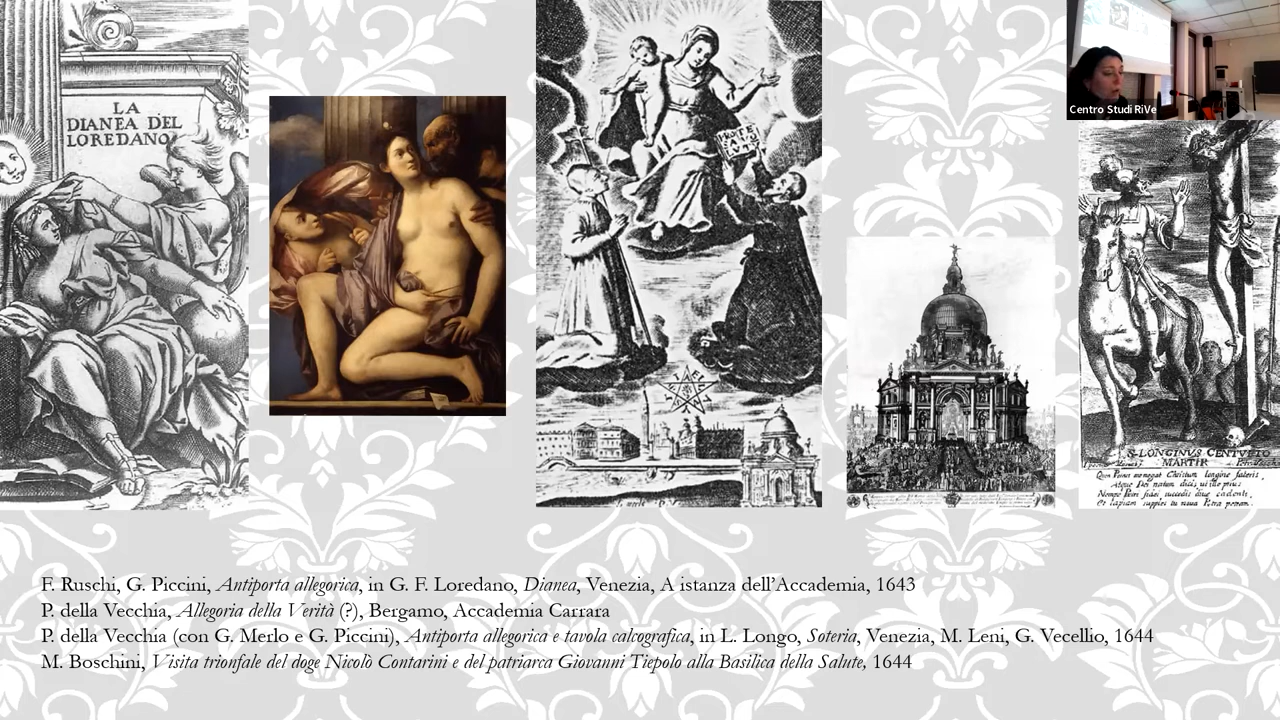 LA
DIANEA DEL
LOREDANO
Centro Studi RiVe
S. LONGINVS CENTVRIO
MARTIR
F. Ruschi, G. Piccini, Antiporta allegorica, in G. F. Loredano, Dianea, Venezia, A istanza dell'Accademia, 1643
P. della Vecchia, Allegoria della Verità (?), Bergamo, Accademia Carrara
P. della Vecchia (con G. Merlo e G. Piccini), Antiporta allegorica e tavola calcografica, in L. Longo, Soteria, Venezia, M. Leni, G. Vecellio, 1644
M. Boschini, Visita trionfale del doge Nicolò Contarini e del patriarca Giovanni Tiepolo alla Basilica della Salute, 1644